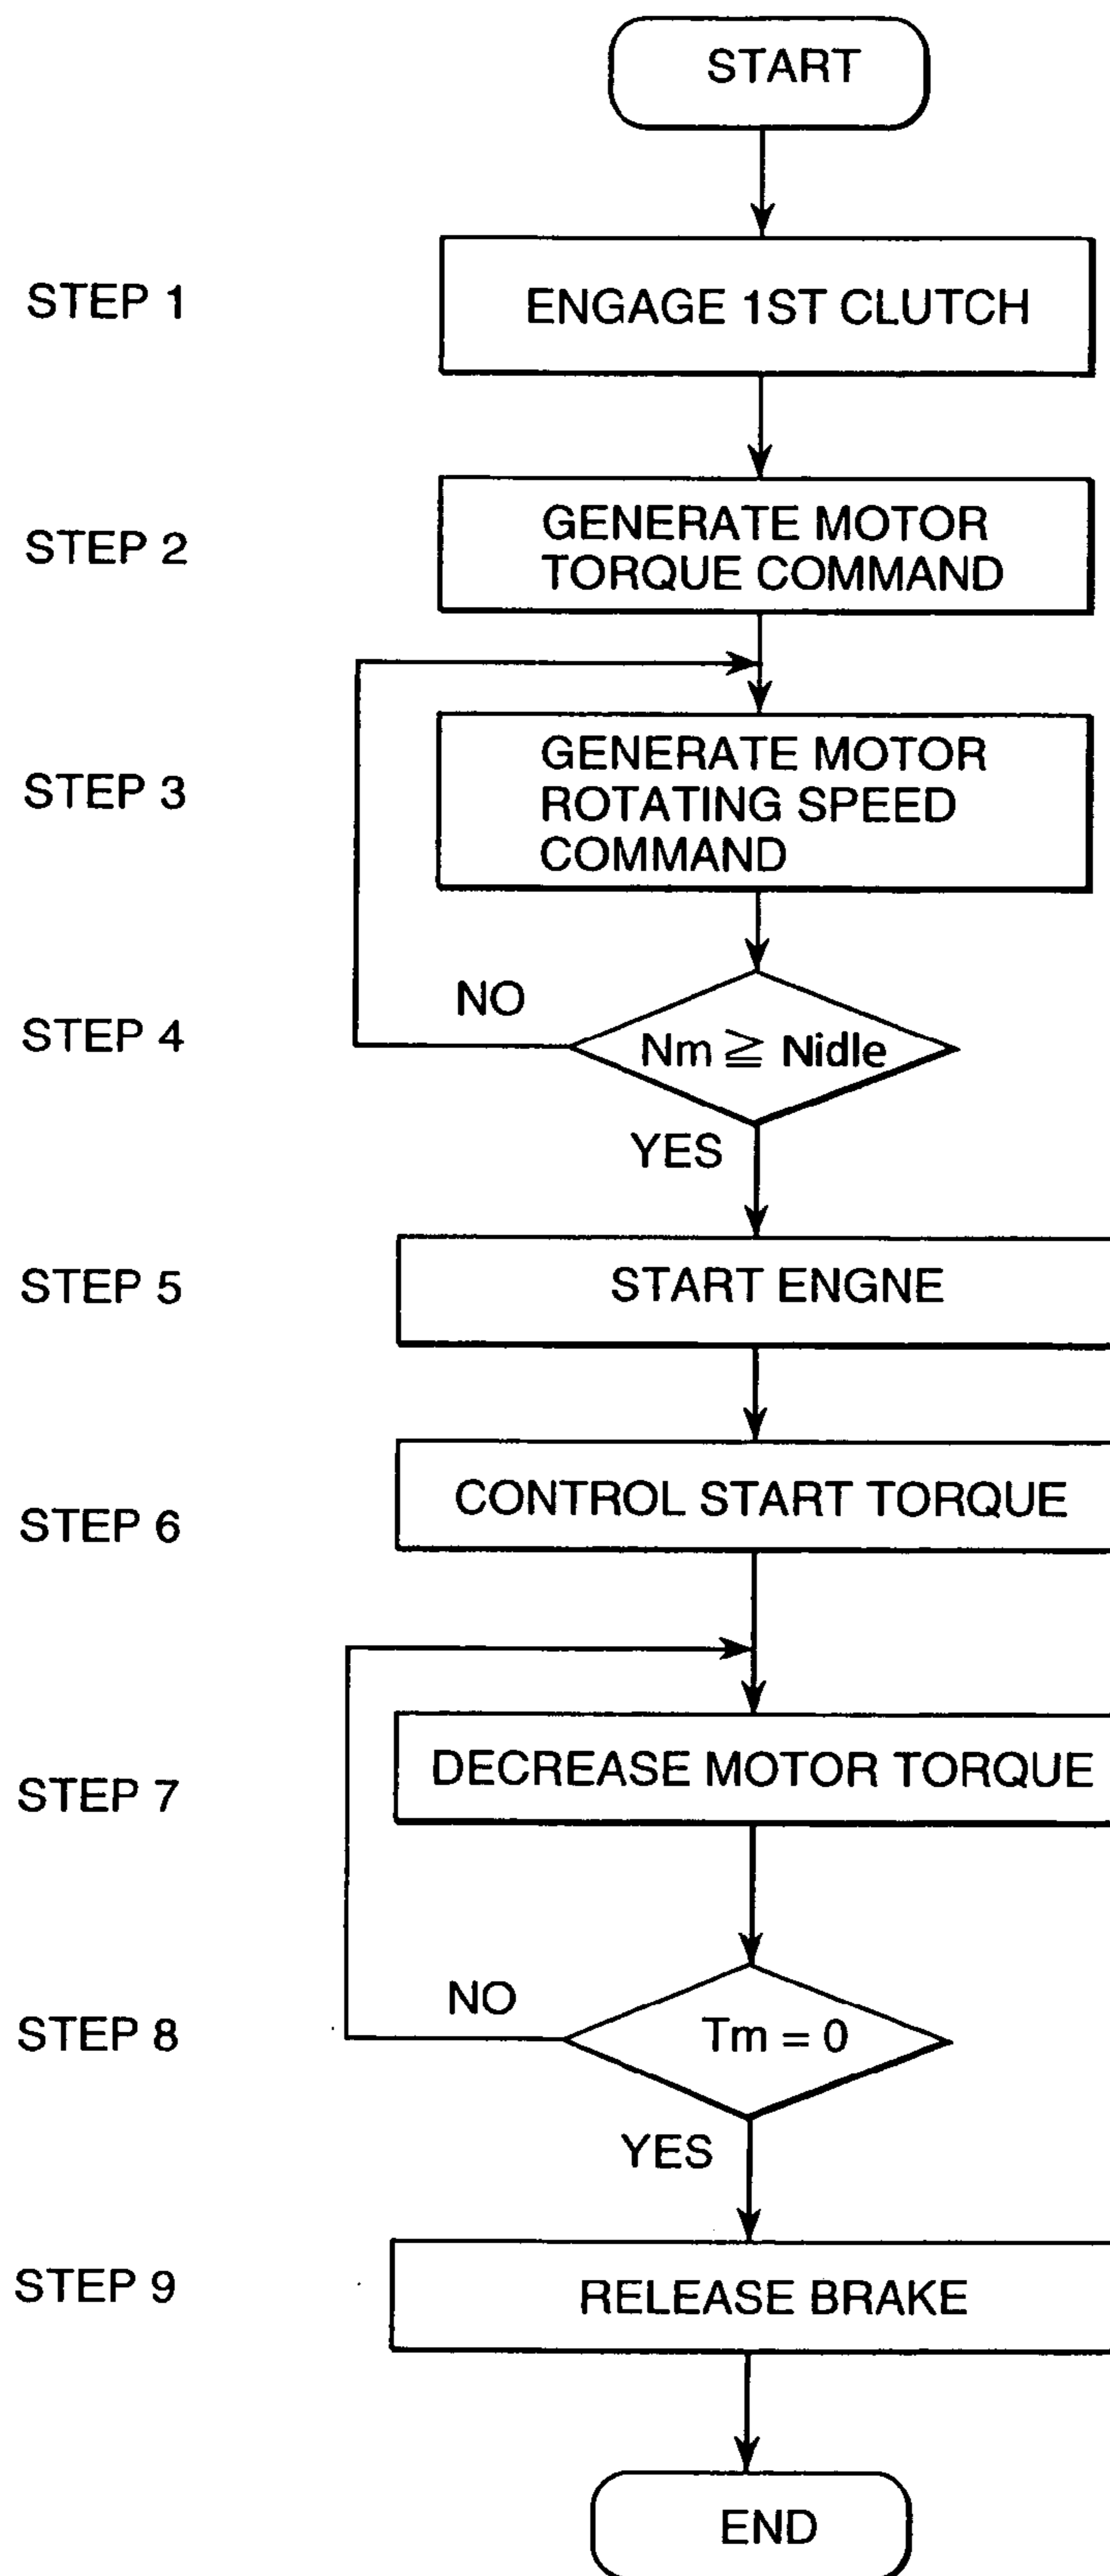 START
STEP 1
ENGAGE 1ST CLUTCH
STEP 2
GENERATE MOTOR
TORQUE COMMAND
STEP 3
GENERATE MOTOR
ROTATING SPEED
COMMAND
STEP 4
NO
Nm ≧ Nidle
YES
STEP 5
START ENGNE
STEP 6
CONTROL START TORQUE
STEP 7
DECREASE MOTOR TORQUE
STEP 8
NO
Tm = 0
YES
STEP 9
RELEASE BRAKE
END